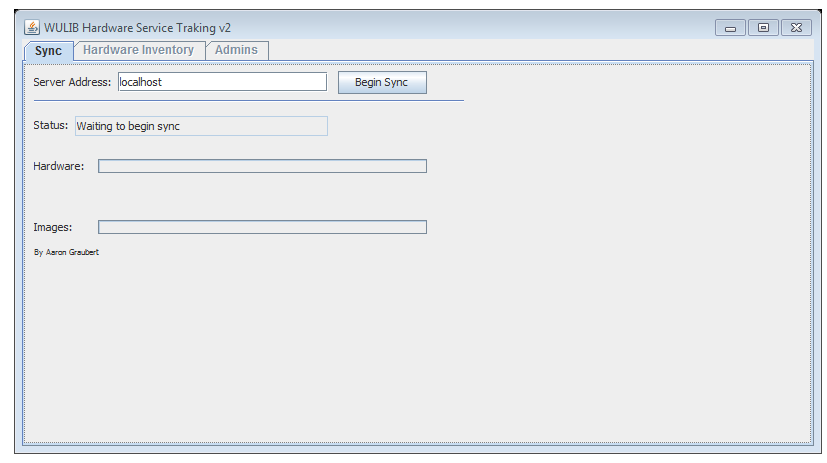 WULIB Hardware Service Traking v2
Sync Hardware Inventory Admins
Server Address: localhost Begin Sync
Status: Waiting to begin sync
Hardware:
Images:
By Aaron Graubert